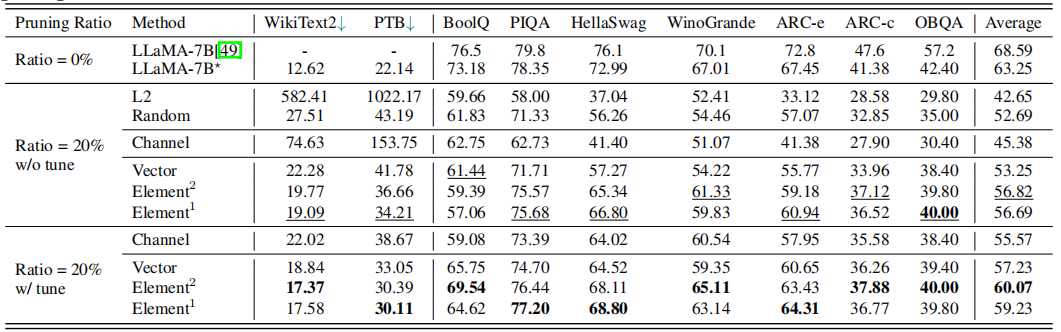 Pruning Ratio Method WikiText2↓ PTB↓ BoolQ PIQA HellaSwag WinoGrande ARC-e ARC-c OBQA Average
Ratio = 0% LLaMA-7B[49] - - 76.5 79.8 76.1 70.1 72.8 47.6 57.2 68.59
LLaMA-7B* 12.62 22.14 73.18 78.35 72.99 67.01 67.45 41.38 42.40 63.25
Ratio = 20% w/o tune L2 582.41 1022.17 59.66 58.00 37.04 52.41 33.12 28.58 29.80 42.65
Random 27.51 43.19 61.83 71.33 56.26 54.46 57.07 32.85 35.00 52.69
Channel 74.63 153.75 62.75 62.73 41.40 51.07 41.38 27.90 30.40 45.38
Vector 22.28 41.78 61.44 71.71 57.27 54.22 55.77 33.96 38.40 53.25
Element² 19.77 36.66 59.39 75.57 65.34 61.33 59.18 37.12 39.80 56.82
Element¹ 19.09 34.21 57.06 75.68 66.80 59.83 60.94 36.52 40.00 56.69
Ratio = 20% w/ tune Channel 22.02 38.67 59.08 73.39 64.02 60.54 57.95 35.58 38.40 55.57
Vector 18.84 33.05 65.75 74.70 64.52 59.35 60.65 36.26 39.40 57.23
Element² 17.37 30.39 69.54 76.44 68.11 65.11 63.43 37.88 40.00 60.07
Element¹ 17.58 30.11 64.62 77.20 68.80 63.14 64.31 36.77 39.80 59.23